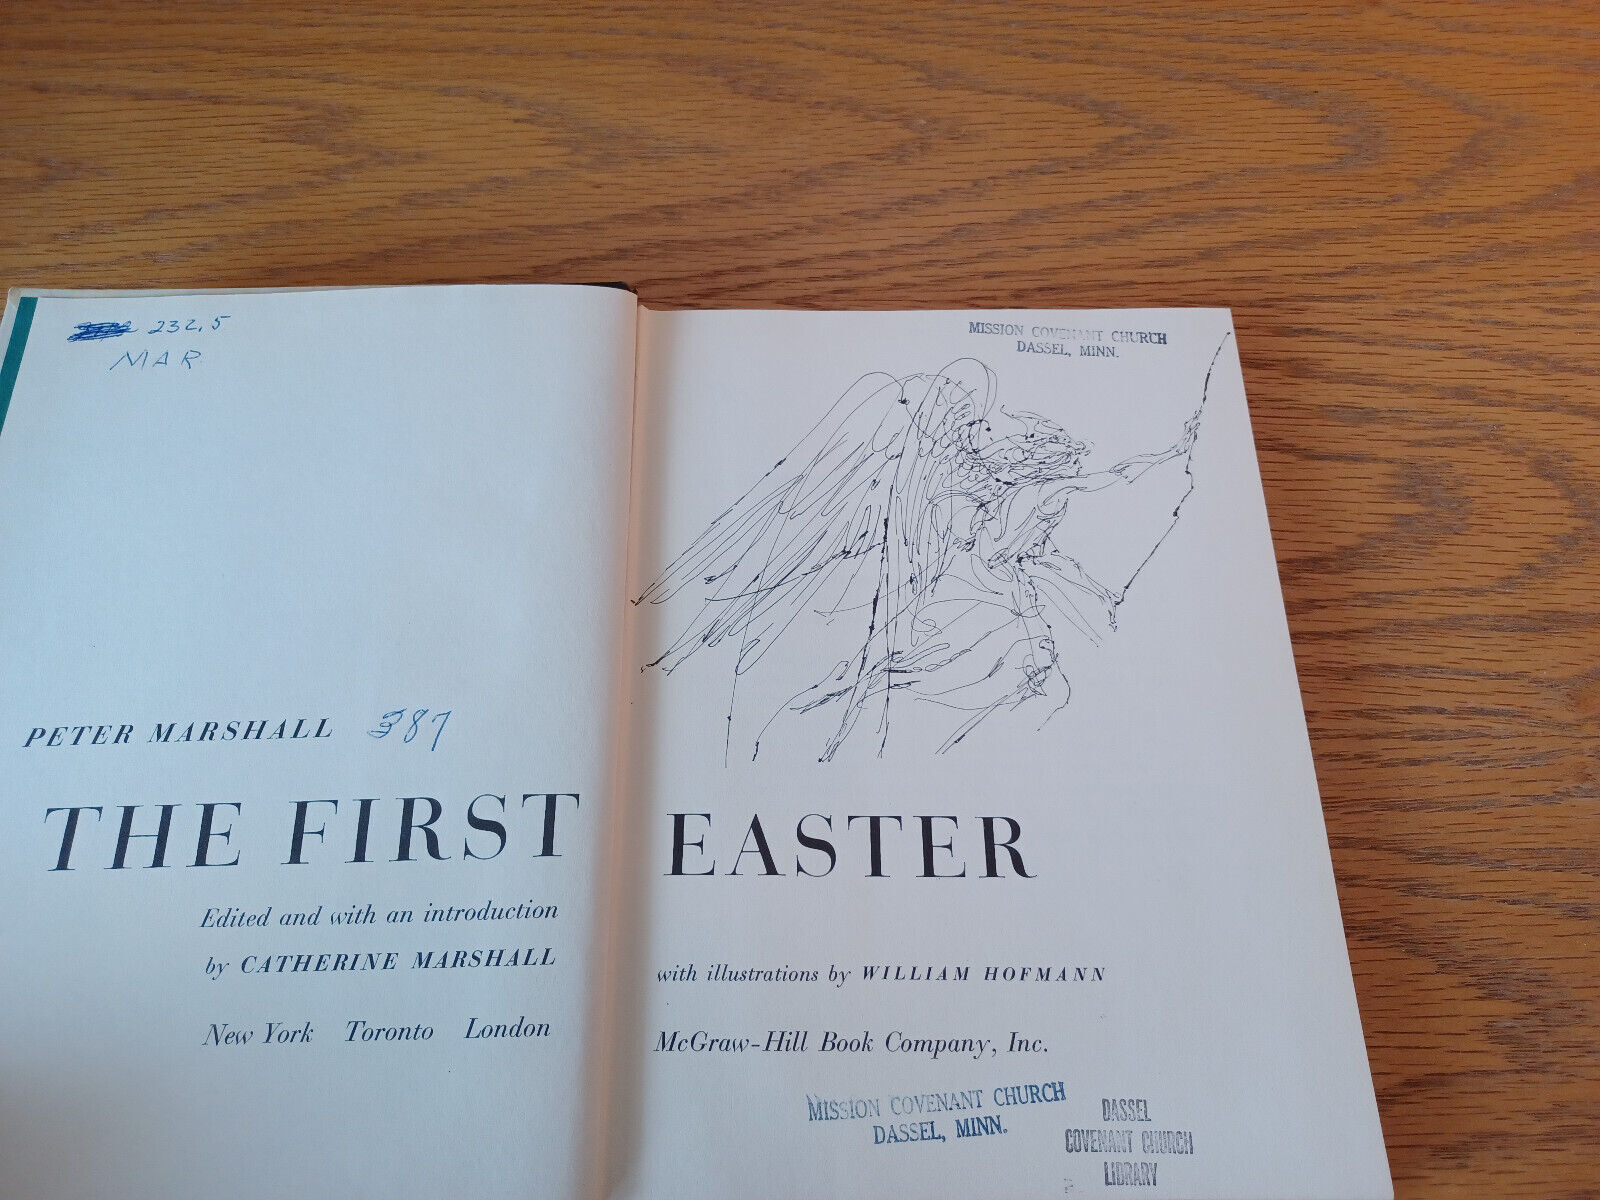 232.5
MAR
PETER MARSHALL 387
THE FIRST
Edited and with an introduction
by CATHERINE MARSHALL
New York Toronto London
MISSION COVENANT CHURCH
DASSEL, MINN.
EASTER
with illustrations by WILLIAM HOFMANN
McGraw-Hill Book Company, Inc.
MISSION COVENANT CHURCH
DASSEL, MINN.
DASSEL
COVENANT CHURCH
LIBRARY